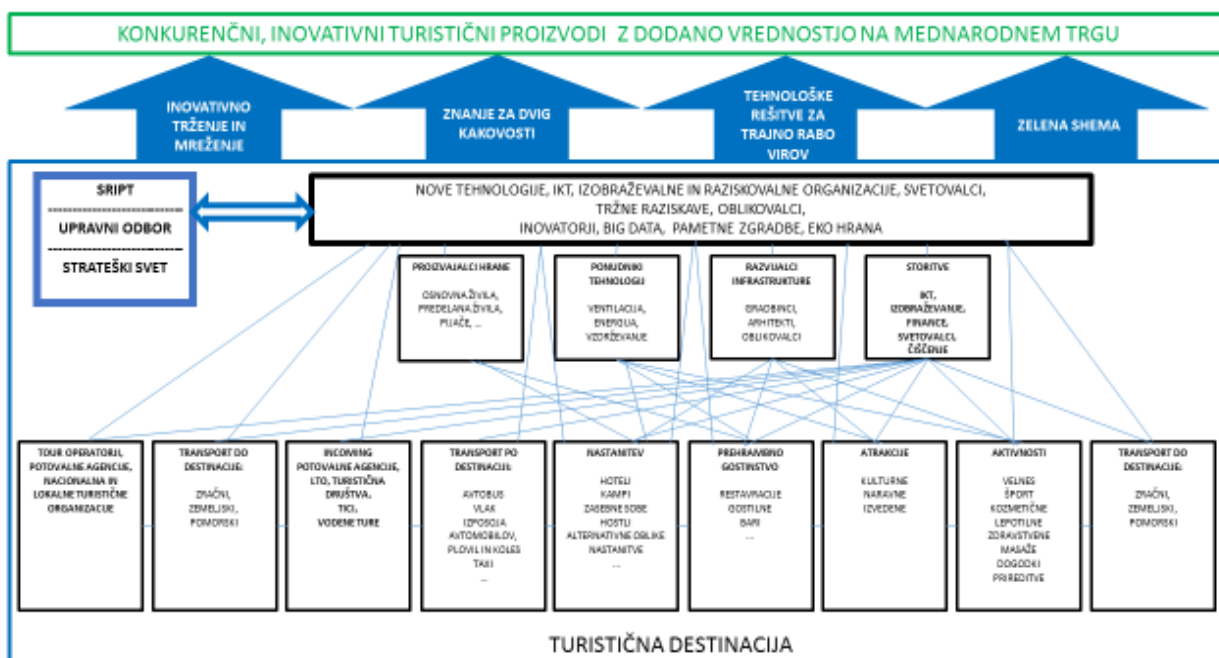 KONKURENČNI, INOVATIVNI TURISTIČNI PROIZVODI Z DODANO VREDNOSTJO NA MEDNARODNEM TRGU
INOVATIVNO
TRŽENJE IN
MREŽENJE
ZNANJE ZA DVIG
KAKOVOSTI
TEHNOLOŠKE
REŠITVE ZA
TRAJNO RABO
VIROV
ZELENA SHEMA
SRIPT
UPRAVNI ODBOR
STRATEŠKI SVET
NOVE TEHNOLOGIJE, IKT, IZOBRAŽEVALNE IN RAZISKOVALNE ORGANIZACIJE, SVETOVALCI,
TRŽNE RAZISKAVE, OBLIKOVALCI,
INOVATORJI, BIG DATA, PAMETNE ZGRADBE, EKO HRANA
PROIZVAJALCI HRANE
OSNOVNA ŽIVILA,
PREDELANA ŽIVILA,
PIJAČE, ...
PONUDNIKI
TEHNOLOGIJ
VENTILACIJA,
ENERGIJA,
VZDRŽEVANJE
RAZVIJALCI
INFRASTRUKTURE
GRADBINCI,
ARHITEKTI,
OBLIKOVALCI
STORITVE
IKT,
IZOBRAŽEVANJE,
FINANCE,
SVETOVALCI,
ČIŠČENJE
TOUR OPERATORJI,
POTOVALNE AGENCIJE,
NACIONALNA IN
LOKALNE TURISTIČNE
ORGANIZACIJE
TRANSPORT DO
DESTINACIJE:
ZRAČNI,
ZEMELJSKI,
POMORSKI
INCOMING
POTOVALNE AGENCIJE,
LTO, TURISTIČNA
DRUŠTVA,
TICI,
VODENE TURE
TRANSPORT PO
DESTINACIJI:
AVTOBUS
VLAK
IZPOSOJA
AVTOMOBILOV,
PLOVIL IN KOLES
TAXI
...
NASTANITEV
HOTELI
KAMPI
ZASEBNE SOBE
HOSTLI
ALTERNATIVNE OBLIKE
NASTANITVE
...
PREHRAMBNO
GOSTINSTVO
RESTAVRACIJE
GOSTILNE
BARI
...
ATRAKCIJE
KULTURNE
NARAVNE
IZVEDENE
AKTIVNOSTI
VELNES
ŠPORT
KOZMETIČNE
LEPOTILNE
ZDRAVSTVENE
MASAŽE
DOGODKI
PRIREDITVE
TRANSPORT DO
DESTINACIJE:
ZRAČNI,
ZEMELJSKI,
POMORSKI
TURISTIČNA DESTINACIJA